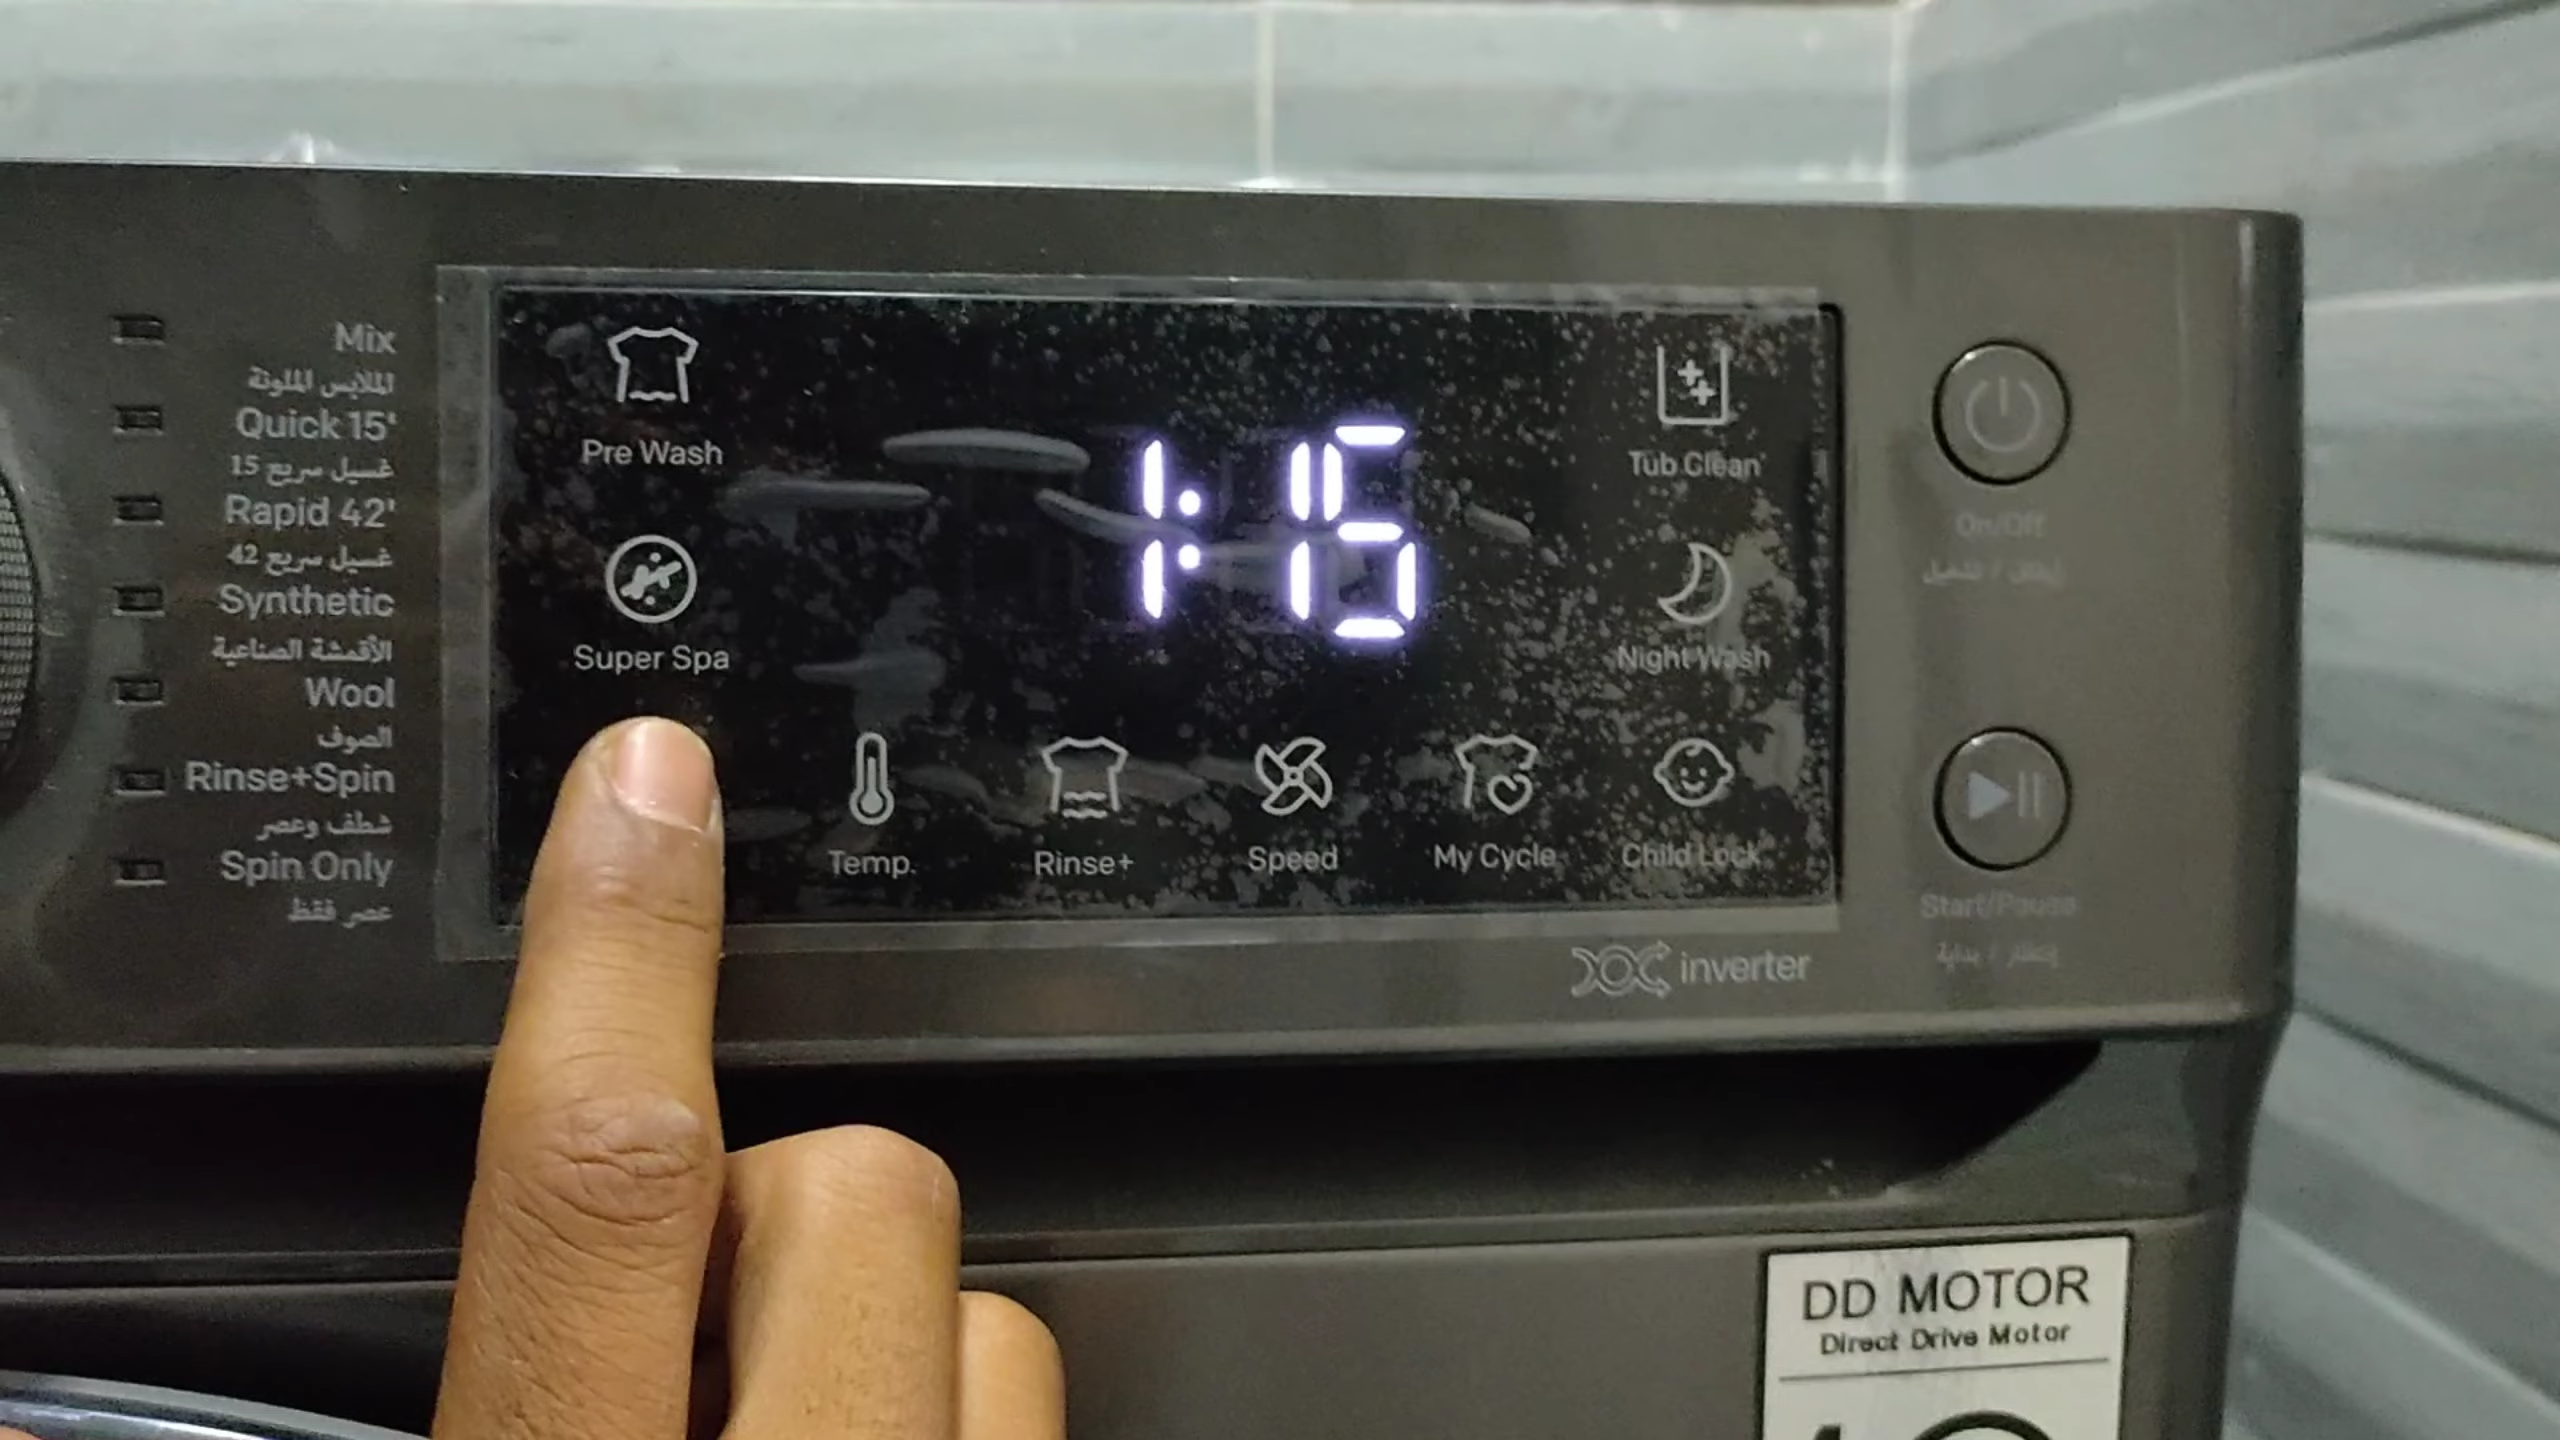 Mix
الملابس الملونة
Quick 15'
غسيل سريع 15
Rapid 42'
غسيل سريع 42
Synthetic
الأقمشة الصناعية
Wool
الصوف
Rinse+Spin
شطف وعصر
Spin Only
عصر فقط
Pre Wash
Super Spa
1:15
Tub Clean
Night Wash
Temp.
Rinse+
Speed
My Cycle
Child Lock
inverter
On/Off
Start/Pause
DD MOTOR
Direct Drive Motor